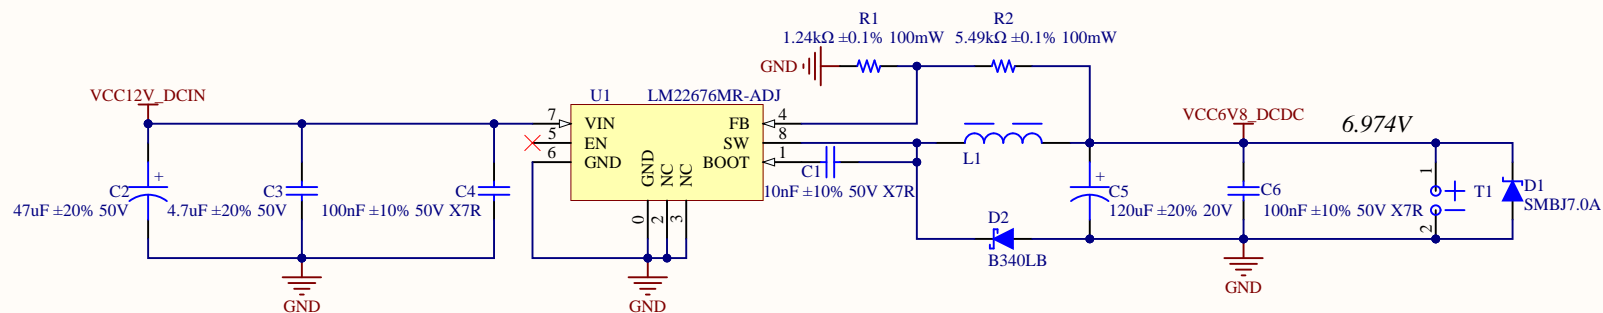 R1
1.24kΩ ±0.1% 100mW
R2
5.49kΩ ±0.1% 100mW
GND
VCC12V_DCIN
U1
LM22676MR-ADJ
7
VIN
5
EN
6
GND
GND
NC
NC
0
2
3
FB
4
SW
8
BOOT
1
C2
47uF ±20% 50V
C3
4.7uF ±20% 50V
C4
100nF ±10% 50V X7R
C1
10nF ±10% 50V X7R
L1
D2
B340LB
VCC6V8_DCDC
6.974V
+
C5
120uF ±20% 20V
C6
100nF ±10% 50V X7R
1
2
T1
D1
SMBJ7.0A
GND
GND
GND